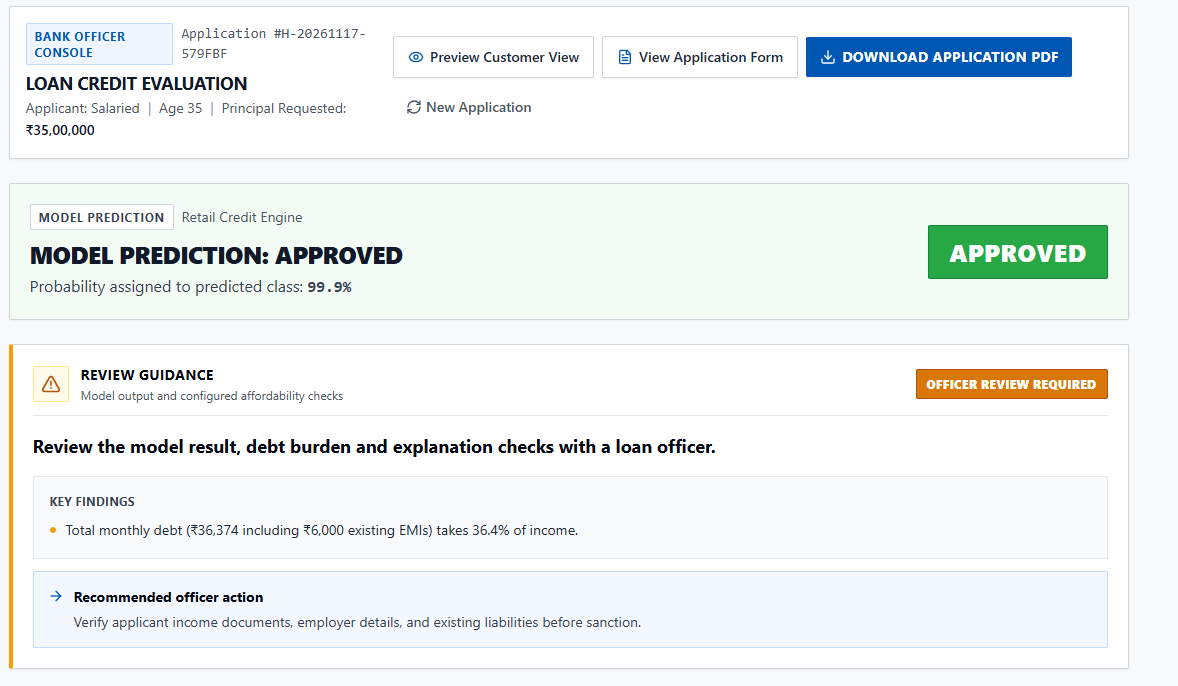 BANK OFFICER
CONSOLE
Application #H-20261117-
579FBF
LOAN CREDIT EVALUATION
Applicant: Salaried | Age 35 | Principal Requested:
₹35,00,000
Preview Customer View
View Application Form
DOWNLOAD APPLICATION PDF
New Application
MODEL PREDICTION
Retail Credit Engine
MODEL PREDICTION: APPROVED
Probability assigned to predicted class: 99.9%
APPROVED
REVIEW GUIDANCE
Model output and configured affordability checks
OFFICER REVIEW REQUIRED
Review the model result, debt burden and explanation checks with a loan officer.
KEY FINDINGS
Total monthly debt (₹36,374 including ₹6,000 existing EMIs) takes 36.4% of income.
Recommended officer action
Verify applicant income documents, employer details, and existing liabilities before sanction.